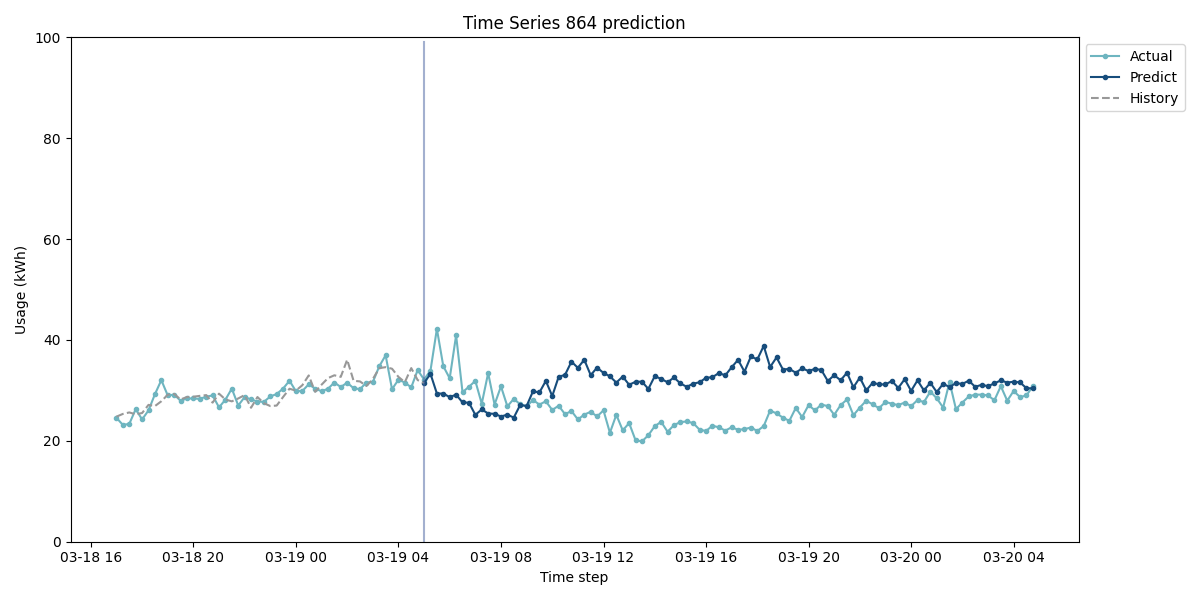 Time Series 864 prediction
100
80
60
40
20
0
Usage (kWh)
03-18 16
03-18 20
03-19 00
03-19 04
03-19 08
03-19 12
03-19 16
03-19 20
03-20 00
03-20 04
Time step
Actual
Predict
History